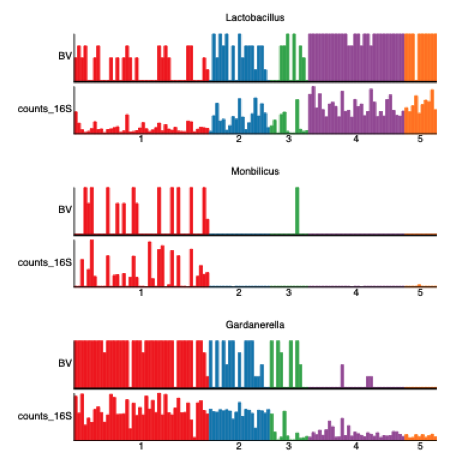 Lactobacillus
BV
counts_16S
1 2 3 4 5
Monbilicus
BV
counts_16S
1 2 3 4 5
Gardanerella
BV
counts_16S
1 2 3 4 5